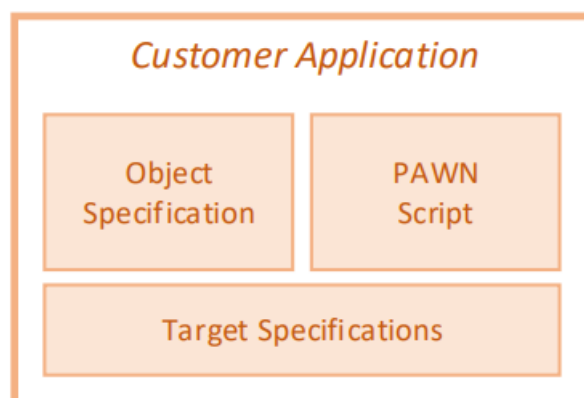 Customer Application
Object
Specification
PAWN
Script
Target Specifications